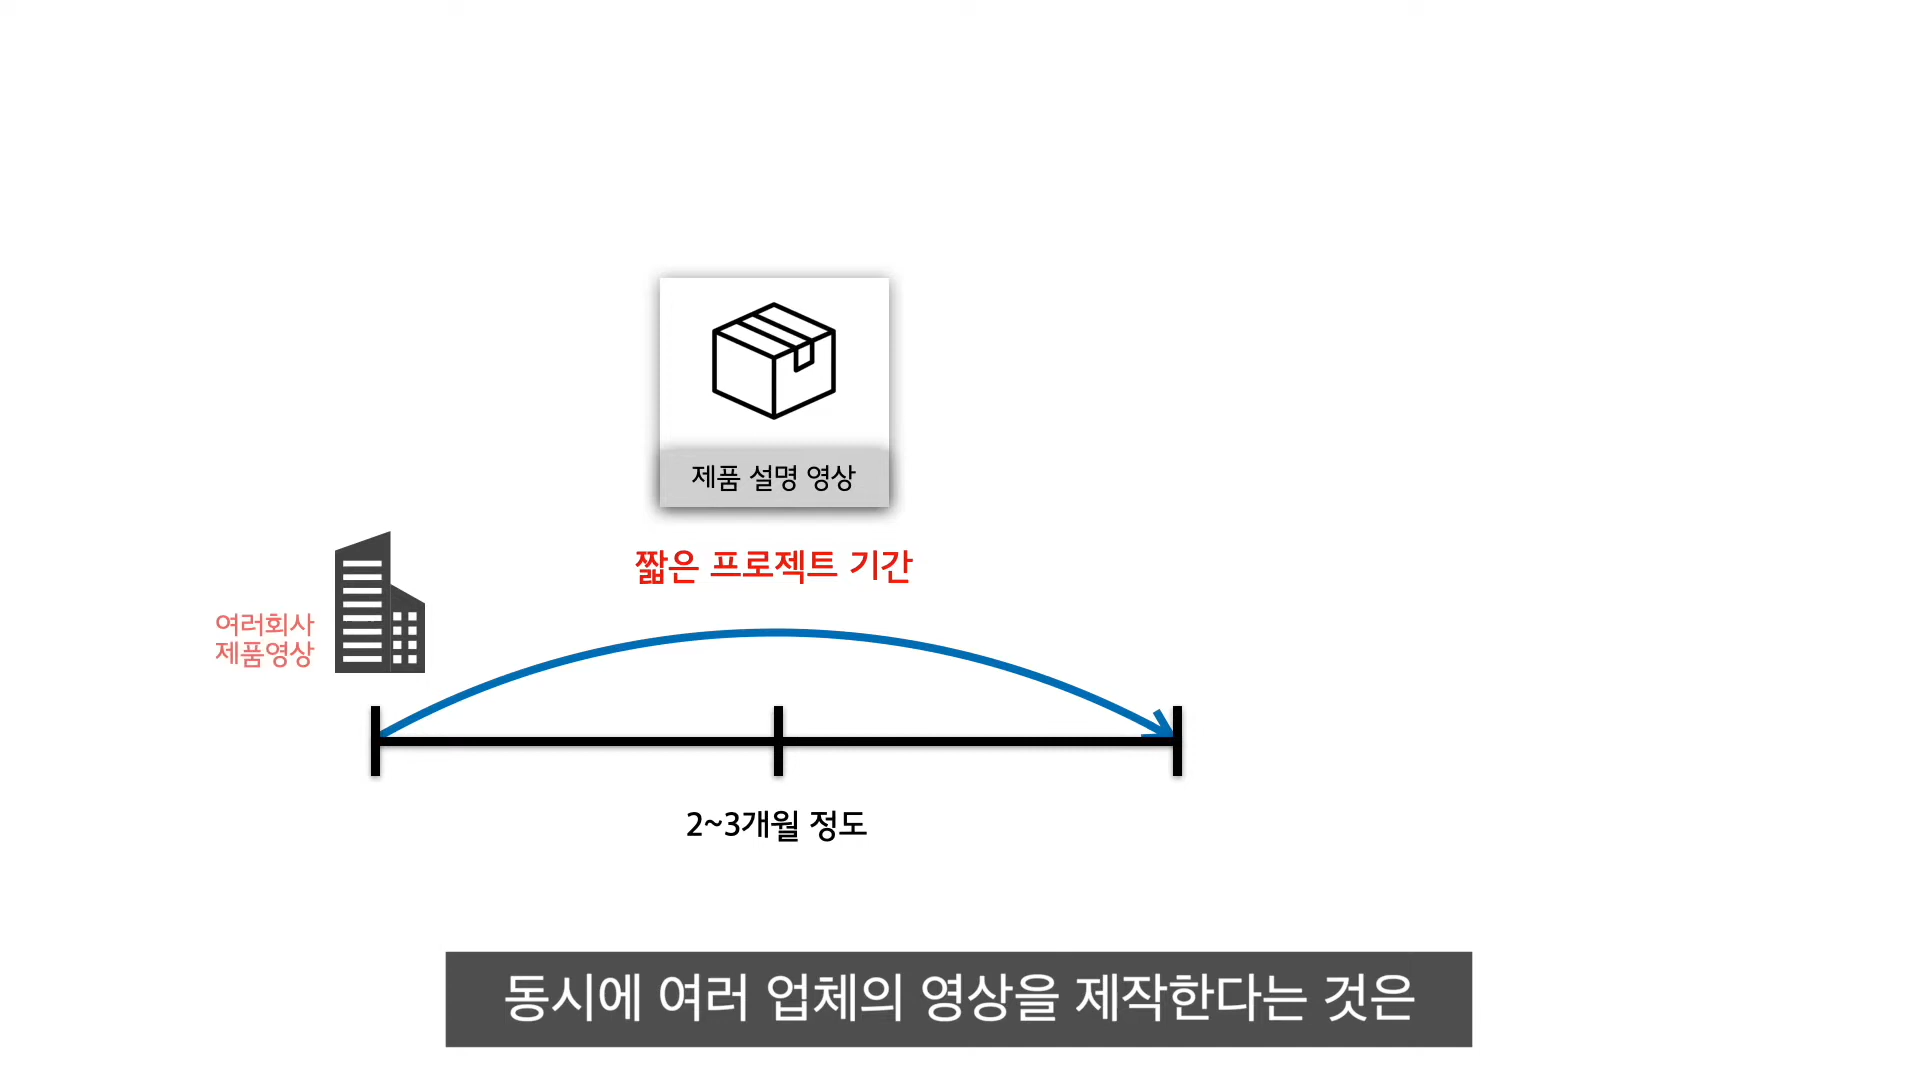 제품 설명 영상
짧은 프로젝트 기간
여러회사
제품영상
2~3개월 정도
동시에 여러 업체의 영상을 제작한다는 것은